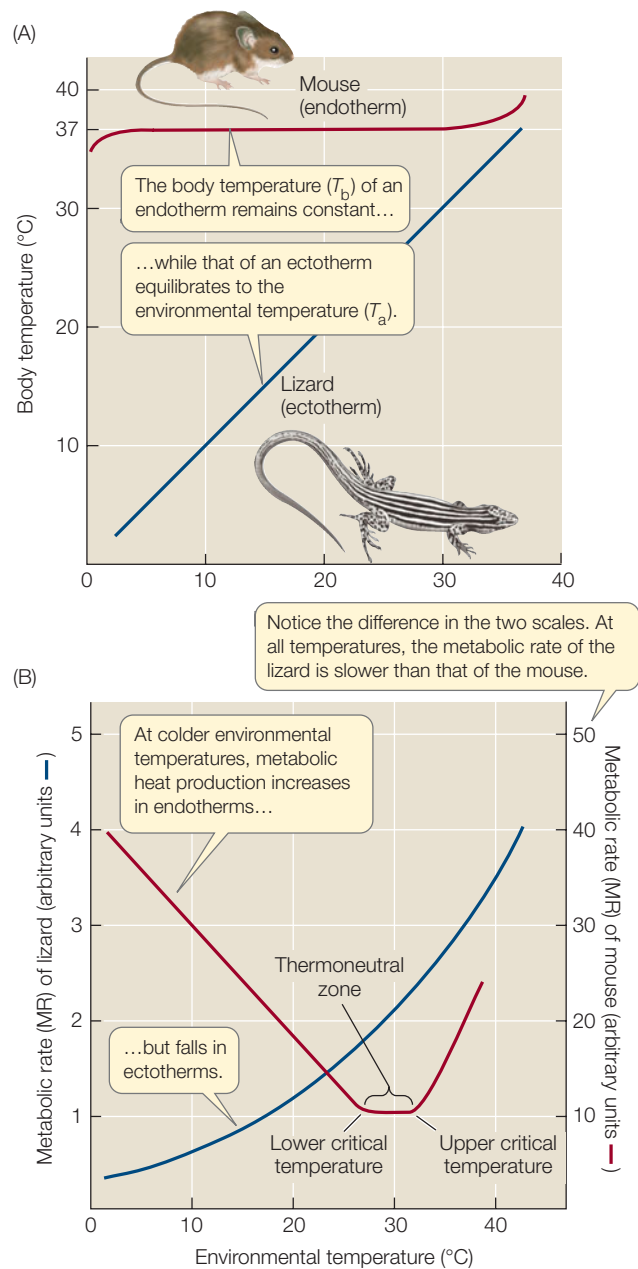 (A)
Mouse
(endotherm)
40
37
30
20
10
Body temperature (°C)
The body temperature (Tb) of an
endotherm remains constant…
…while that of an ectotherm
equilibrates to the
environmental temperature (Ta).
Lizard
(ectotherm)
0
10
20
30
40
Notice the difference in the two scales. At
all temperatures, the metabolic rate of the
lizard is slower than that of the mouse.
(B)
5
4
3
2
1
Metabolic rate (MR) of lizard (arbitrary units —)
At colder environmental
temperatures, metabolic
heat production increases
in endotherms…
Thermoneutral
zone
…but falls in
ectotherms.
Lower critical
temperature
Upper critical
temperature
50
40
30
20
10
Metabolic rate (MR) of mouse (arbitrary
units —)
0
10
20
30
40
Environmental temperature (°C)